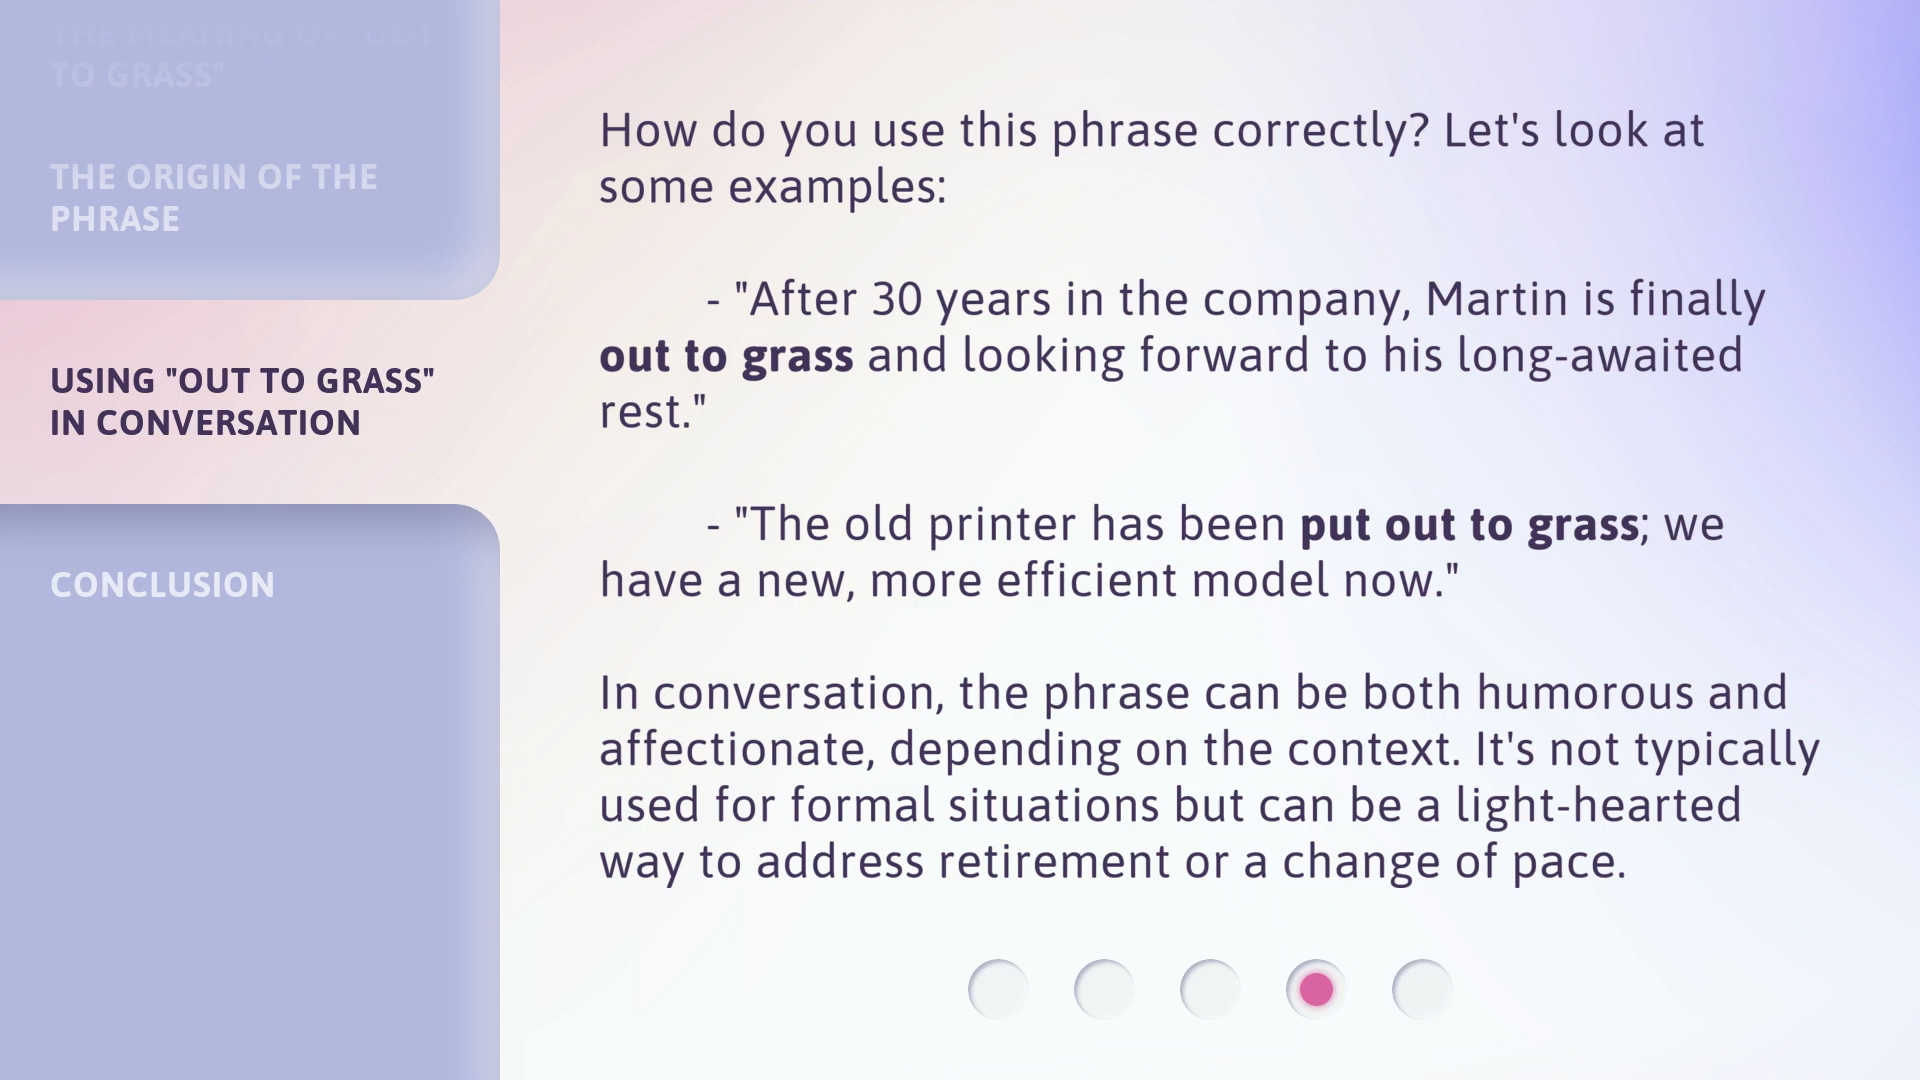 THE MEANING OF "OUT
TO GRASS"
THE ORIGIN OF THE
PHRASE
USING "OUT TO GRASS"
IN CONVERSATION
CONCLUSION
How do you use this phrase correctly? Let's look at
some examples:
- "After 30 years in the company, Martin is finally
out to grass and looking forward to his long-awaited
rest."
- "The old printer has been put out to grass; we
have a new, more efficient model now."
In conversation, the phrase can be both humorous and
affectionate, depending on the context. It's not typically
used for formal situations but can be a light-hearted
way to address retirement or a change of pace.